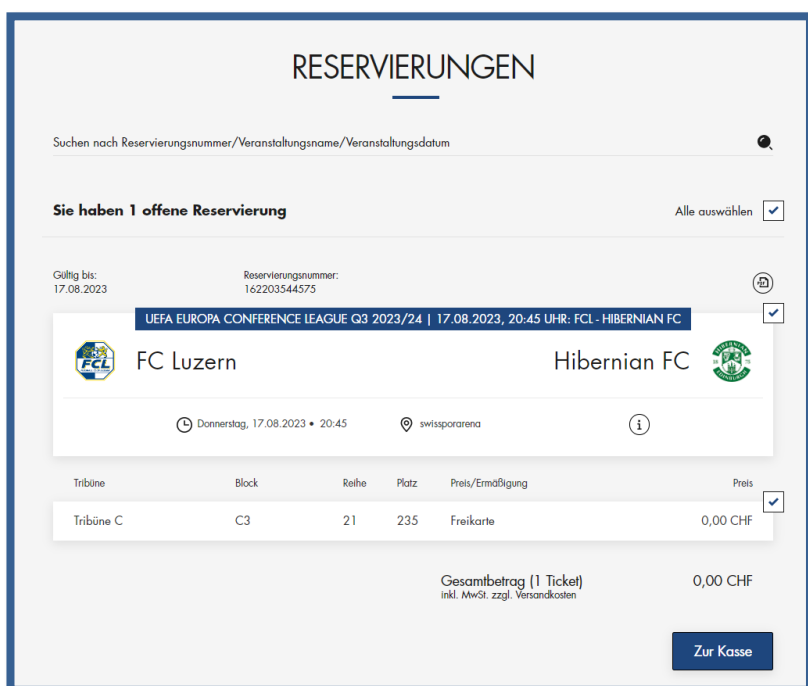 RESERVIERUNGEN
Suchen nach Reservierungsnummer/Veranstaltungsname/Veranstaltungsdatum
Sie haben 1 offene Reservierung Alle auswählen
Gültig bis: Reservierungsnummer:
17.08.2023 162203544575
UEFA EUROPA CONFERENCE LEAGUE Q3 2023/24 | 17.08.2023, 20:45 UHR: FCL - HIBERNIAN FC
FCL FC Luzern Hibernian FC
Donnerstag, 17.08.2023 • 20:45 swissporarena
Tribüne Block Reihe Platz Preis/Ermäßigung Preis
Tribüne C C3 21 235 Freikarte 0,00 CHF
Gesamtbetrag (1 Ticket) 0,00 CHF
inkl. MwSt. zzgl. Versandkosten
Zur Kasse